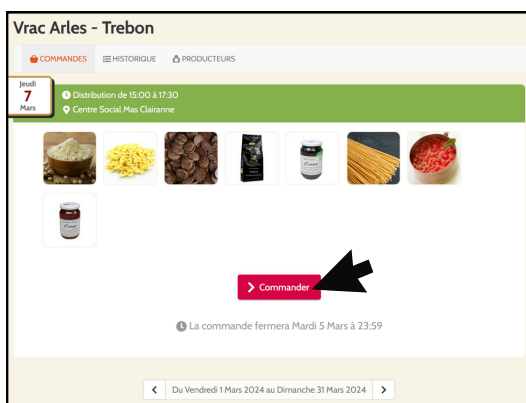 Vrac Arles - Trebon
COMMANDES HISTORIQUE PRODUCTEURS
Jeudi
7
Mars
Distribution de 15:00 à 17:30
Centre Social Mas Clairanne
Commander
La commande fermera Mardi 5 Mars à 23:59
Du Vendredi 1 Mars 2024 au Dimanche 31 Mars 2024